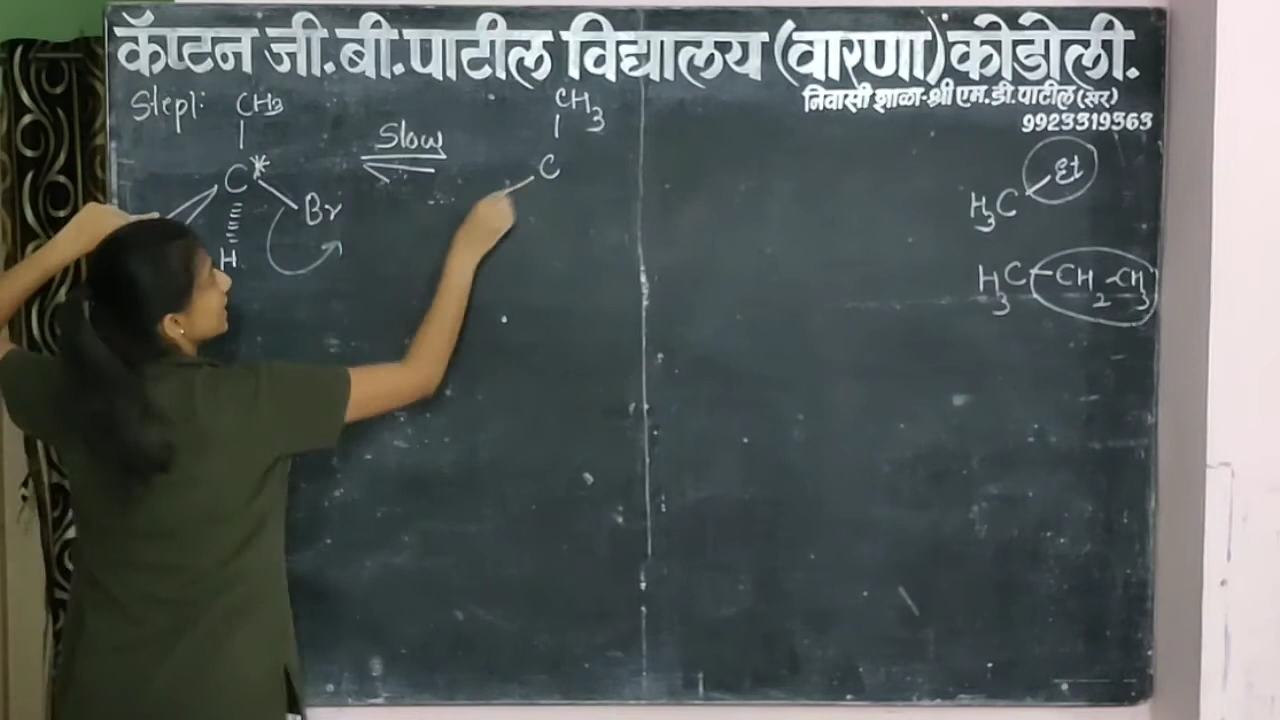 कॅप्टन जी.बी.पाटील विद्यालय (वारणा) कोडोली.
निवासी शाळा-श्री एम.डी.पाटील (सर)
9923319363
Step1:
CH3
C*
Br
H
Slow
CH3
C
Et
H3C
H3C-CH2-CH3